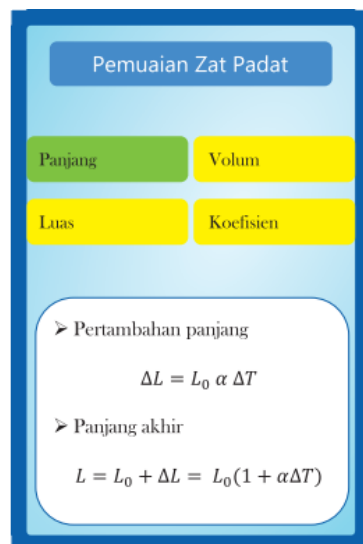 Pemuaian Zat Padat
Panjang
Volum
Luas
Koefisien
➢ Pertambahan panjang
ΔL = L₀ α ΔT
➢ Panjang akhir
L = L₀ + ΔL = L₀(1 + αΔT)